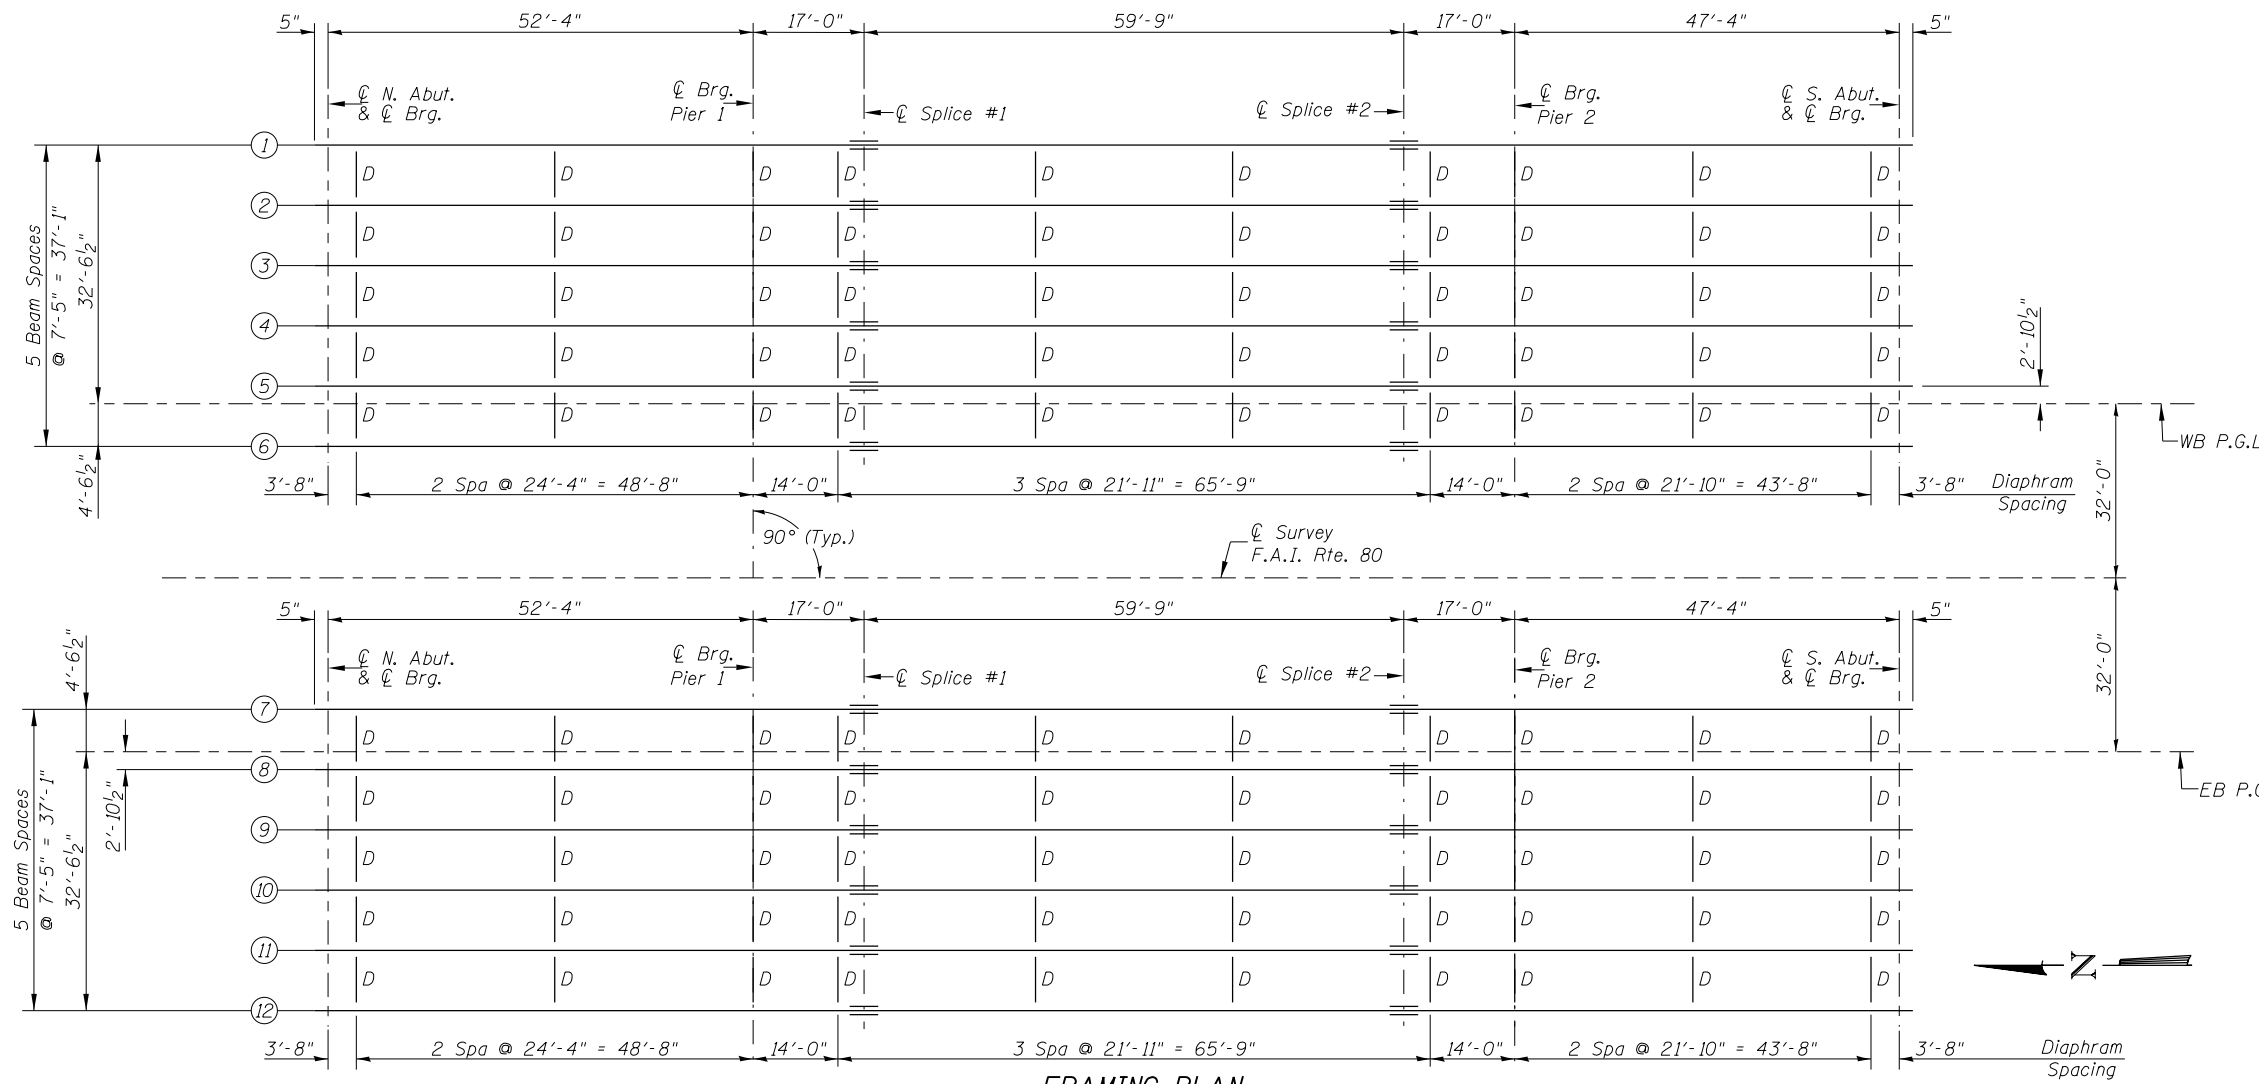 5" 52'-4" 17'-0" 59'-9" 17'-0" 47'-4" 5"
℄ N. Abut.
& ℄ Brg.
℄ Brg.
Pier 1
℄ Splice #1
℄ Splice #2
℄ Brg.
Pier 2
℄ S. Abut.
& ℄ Brg.
1
D D D D D D D D D D
2
D D D D D D D D D D
3
D D D D D D D D D D
4
D D D D D D D D D D
5
D D D D D D D D D D
6
5 Beam Spaces
@ 7'-5" = 37'-1"
32'-6½"
4'-6½"
2'-10½"
WB P.G.L
3'-8" 2 Spa @ 24'-4" = 48'-8" 14'-0" 3 Spa @ 21'-11" = 65'-9" 14'-0" 2 Spa @ 21'-10" = 43'-8" 3'-8"
Diaphram
Spacing
32'-0"
90° (Typ.)
℄ Survey
F.A.I. Rte. 80
32'-0"
5" 52'-4" 17'-0" 59'-9" 17'-0" 47'-4" 5"
℄ N. Abut.
& ℄ Brg.
℄ Brg.
Pier 1
℄ Splice #1
℄ Splice #2
℄ Brg.
Pier 2
℄ S. Abut.
& ℄ Brg.
4'-6½"
7
D D D D D D D D D D
8
D D D D D D D D D D
9
D D D D D D D D D D
10
D D D D D D D D D D
11
D D D D D D D D D D
12
5 Beam Spaces
@ 7'-5" = 37'-1"
32'-6½"
2'-10½"
EB P.G
N
3'-8" 2 Spa @ 24'-4" = 48'-8" 14'-0" 3 Spa @ 21'-11" = 65'-9" 14'-0" 2 Spa @ 21'-10" = 43'-8" 3'-8"
Diaphram
Spacing
FRAMING PLAN